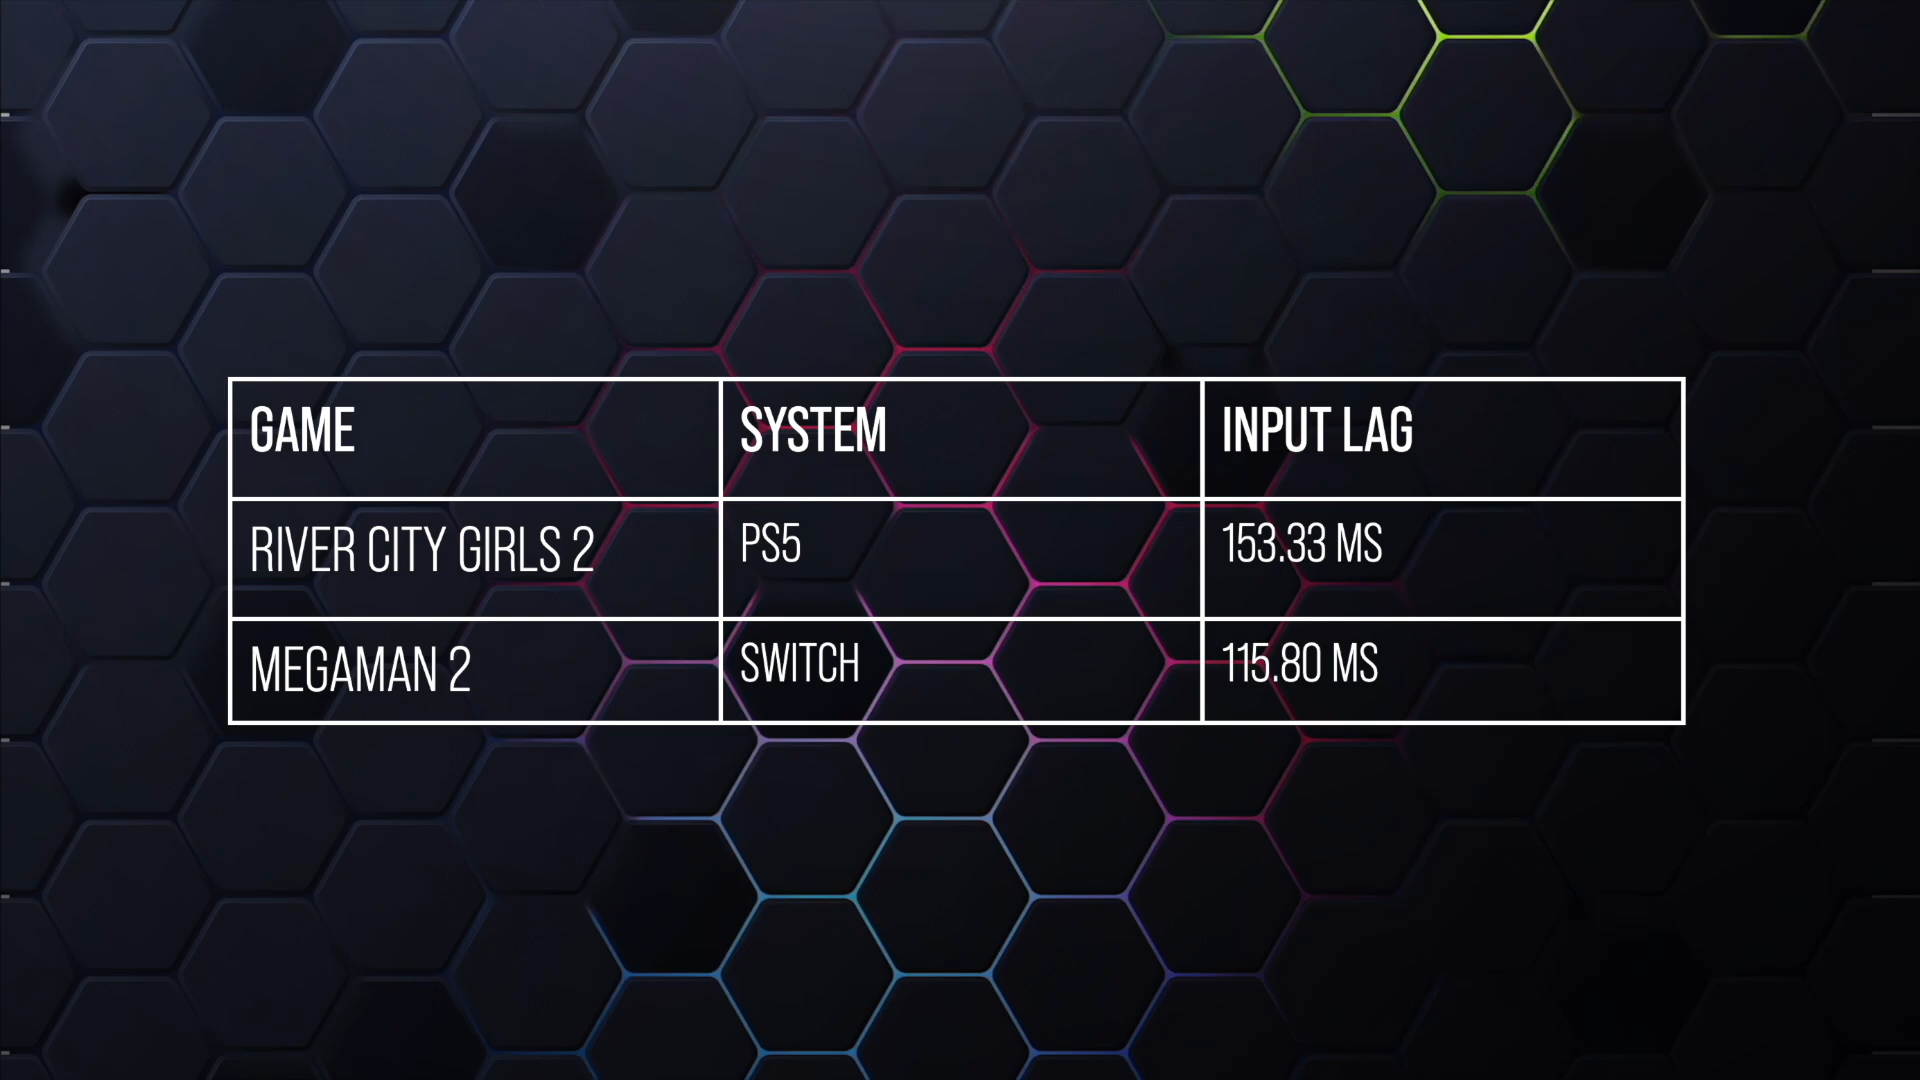 GAME SYSTEM INPUT LAG
RIVER CITY GIRLS 2 PS5 153.33 MS
MEGAMAN 2 SWITCH 115.80 MS